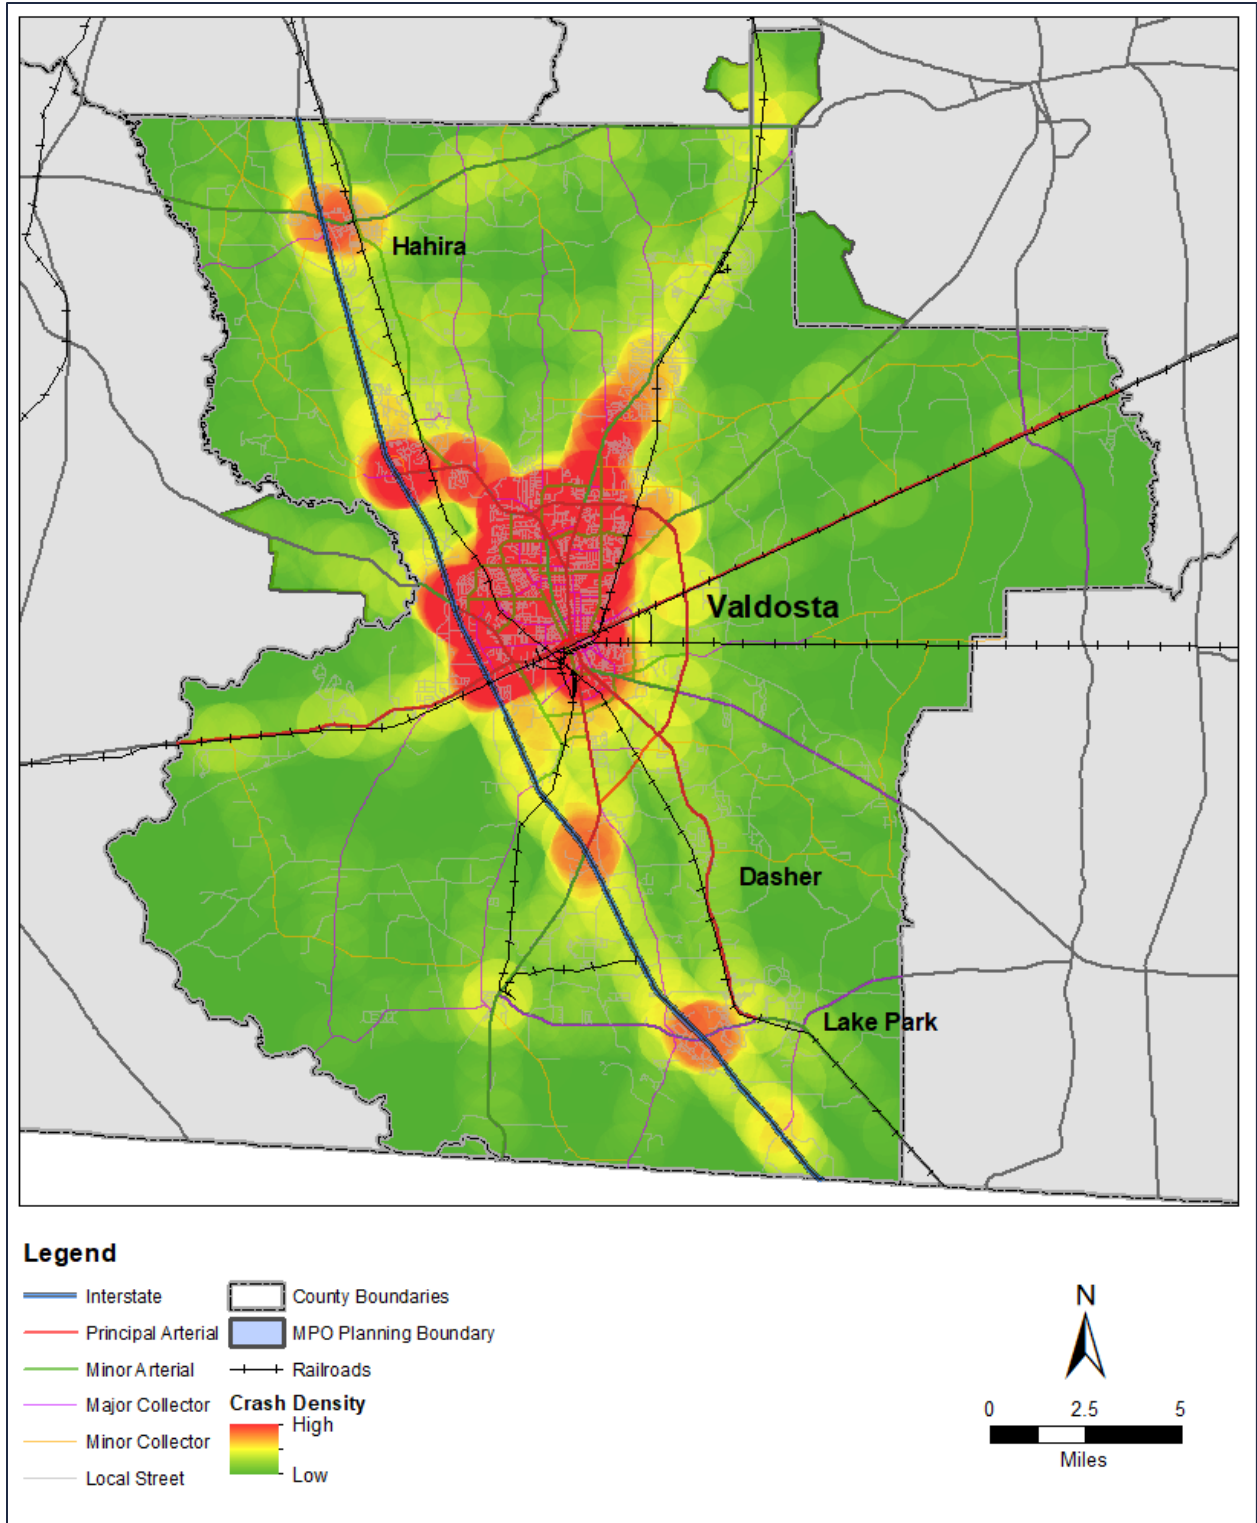 Hahira
Valdosta
Dasher
Lake Park
Legend
Interstate
County Boundaries
Principal Arterial
MPO Planning Boundary
Minor Arterial
Railroads
Major Collector
Crash Density
High
Minor Collector
Local Street
Low
N
0 2.5 5
Miles